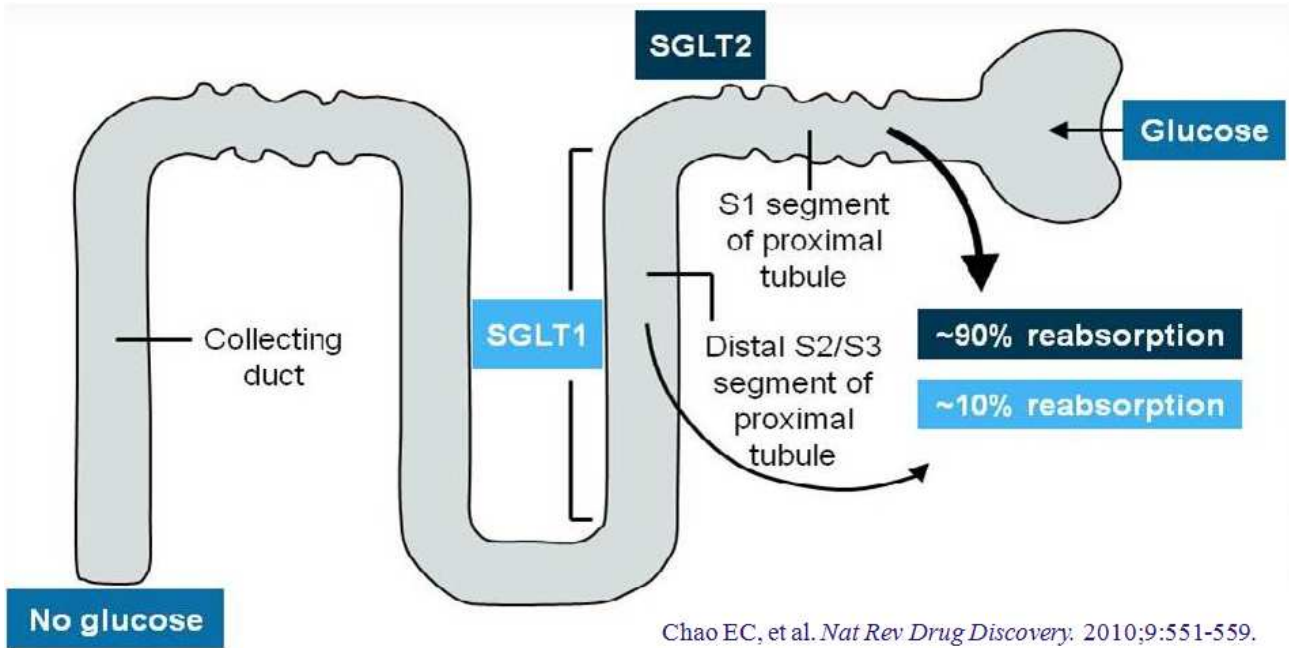 SGLT2
Glucose
S1 segment
of proximal
tubule
SGLT1
Collecting
duct
Distal S2/S3
segment of
proximal
tubule
~90% reabsorption
~10% reabsorption
No glucose
Chao EC, et al. Nat Rev Drug Discovery. 2010;9:551-559.